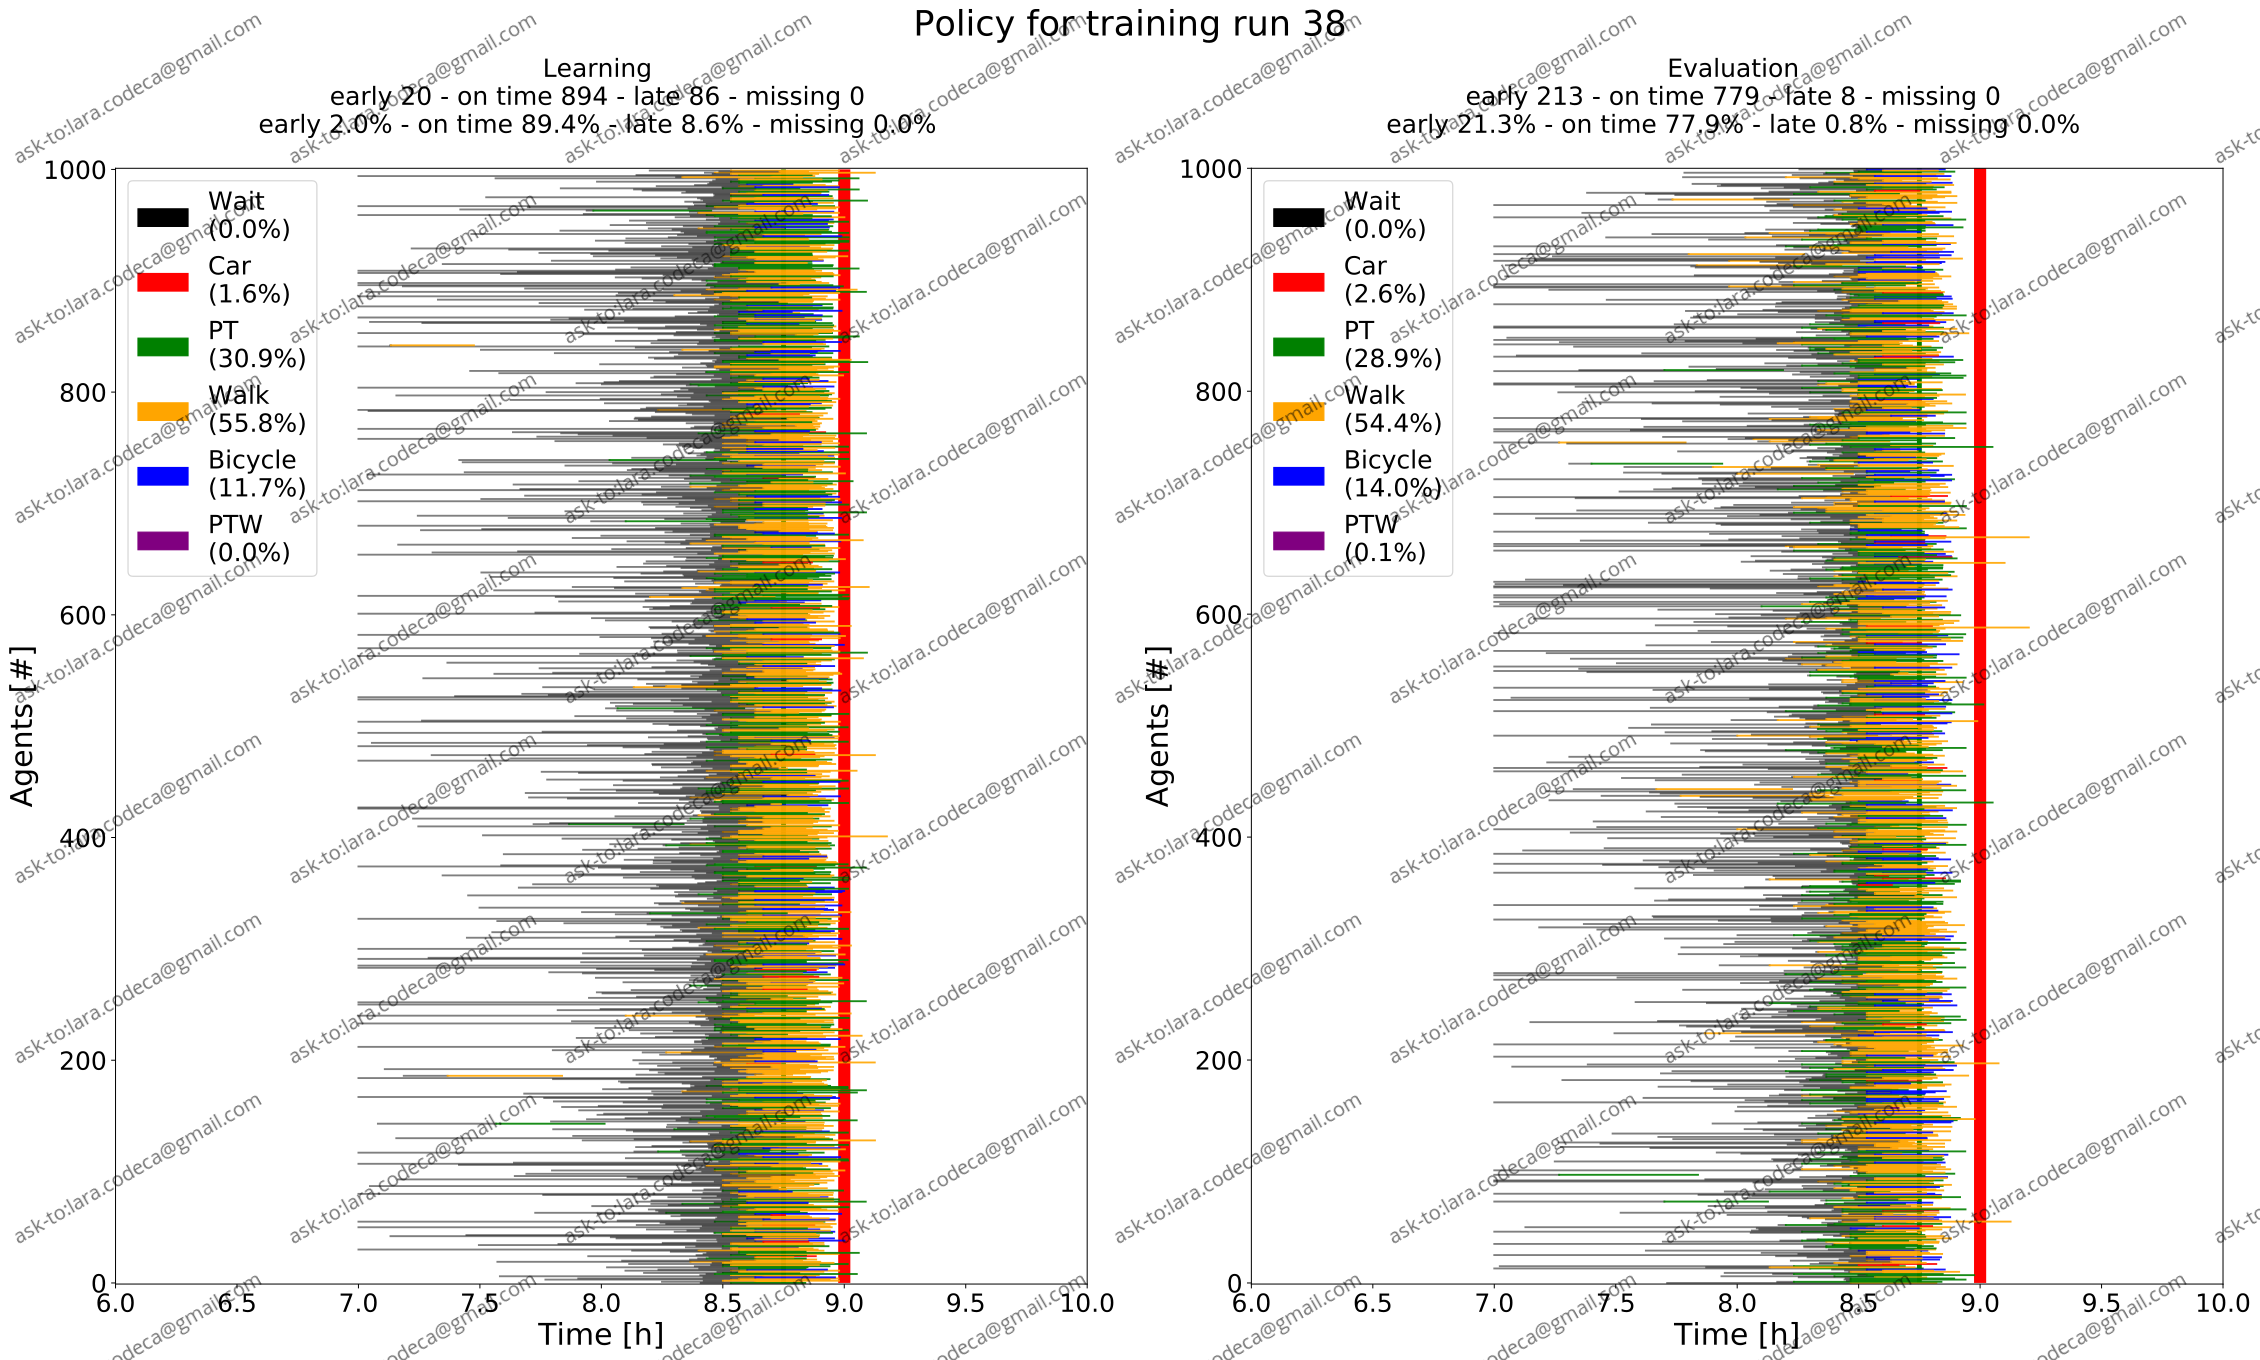 Policy for training run 38
Learning
early 20 - on time 894 - late 86 - missing 0
early 2.0% - on time 89.4% - late 8.6% - missing 0.0%
Agents [#]
1000
800
600
400
200
0
Wait
(0.0%)
Car
(1.6%)
PT
(30.9%)
Walk
(55.8%)
Bicycle
(11.7%)
PTW
(0.0%)
6.0 6.5 7.0 7.5 8.0 8.5 9.0 9.5 10.0
Time [h]
Evaluation
early 213 - on time 779 - late 8 - missing 0
early 21.3% - on time 77.9% - late 0.8% - missing 0.0%
Agents [#]
1000
800
600
400
200
0
Wait
(0.0%)
Car
(2.6%)
PT
(28.9%)
Walk
(54.4%)
Bicycle
(14.0%)
PTW
(0.1%)
6.0 6.5 7.0 7.5 8.0 8.5 9.0 9.5 10.0
Time [h]
ask-to:lara.codeca@gmail.com